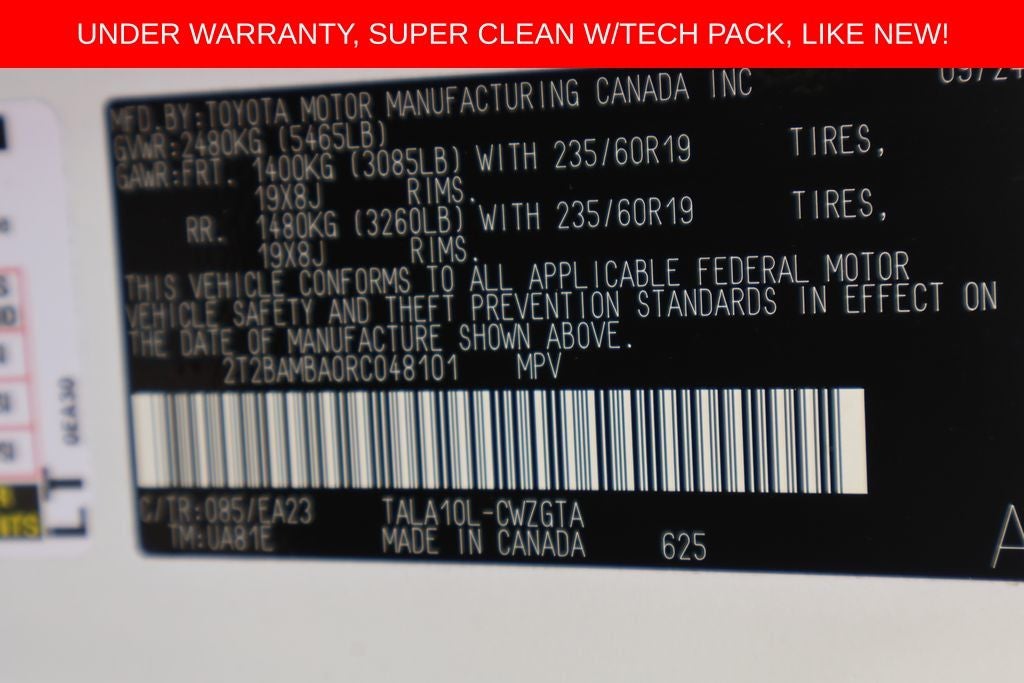 UNDER WARRANTY, SUPER CLEAN W/TECH PACK, LIKE NEW!
MFD.BY:TOYOTA MOTOR MANUFACTURING CANADA INC
GVWR:2480KG (5465LB)
GAWR:FRT. 1400KG (3085LB) WITH 235/60R19 TIRES,
19X8J RIMS.
RR. 1480KG (3260LB) WITH 235/60R19 TIRES,
19X8J RIMS.
THIS VEHICLE CONFORMS TO ALL APPLICABLE FEDERAL MOTOR
VEHICLE SAFETY AND THEFT PREVENTION STANDARDS IN EFFECT ON
THE DATE OF MANUFACTURE SHOWN ABOVE.
2T2BAMBA0RC048101 MPV
C/TR:085/EA23 TALA10L-CWZGTA
TM:UA81E MADE IN CANADA 625
A
LT
0EA30